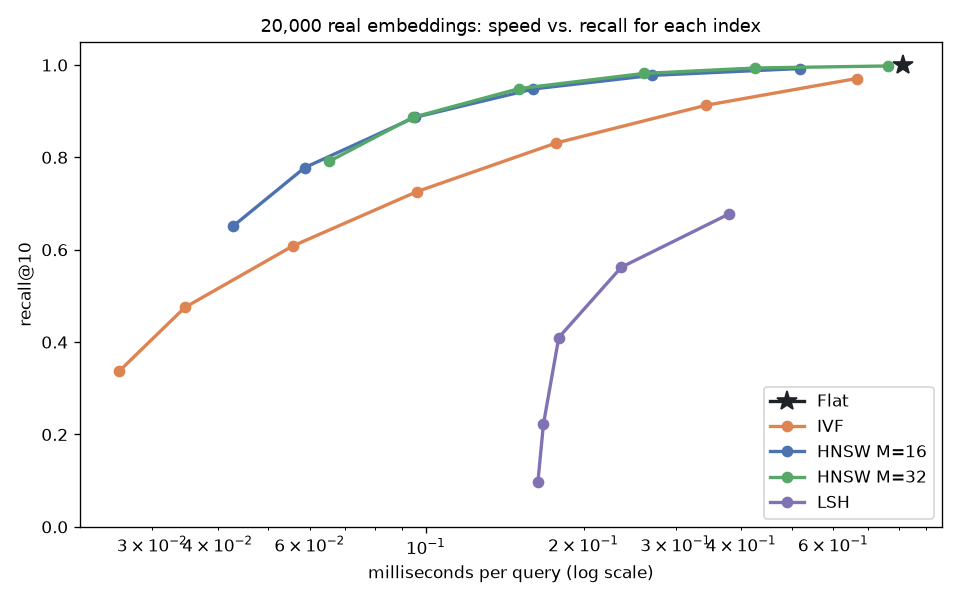 20,000 real embeddings: speed vs. recall for each index
recall@10
1.0
0.8
0.6
0.4
0.2
0.0
Flat
IVF
HNSW M=16
HNSW M=32
LSH
3 × 10⁻² 4 × 10⁻² 6 × 10⁻² 10⁻¹ 2 × 10⁻¹ 3 × 10⁻¹ 4 × 10⁻¹ 6 × 10⁻¹
milliseconds per query (log scale)